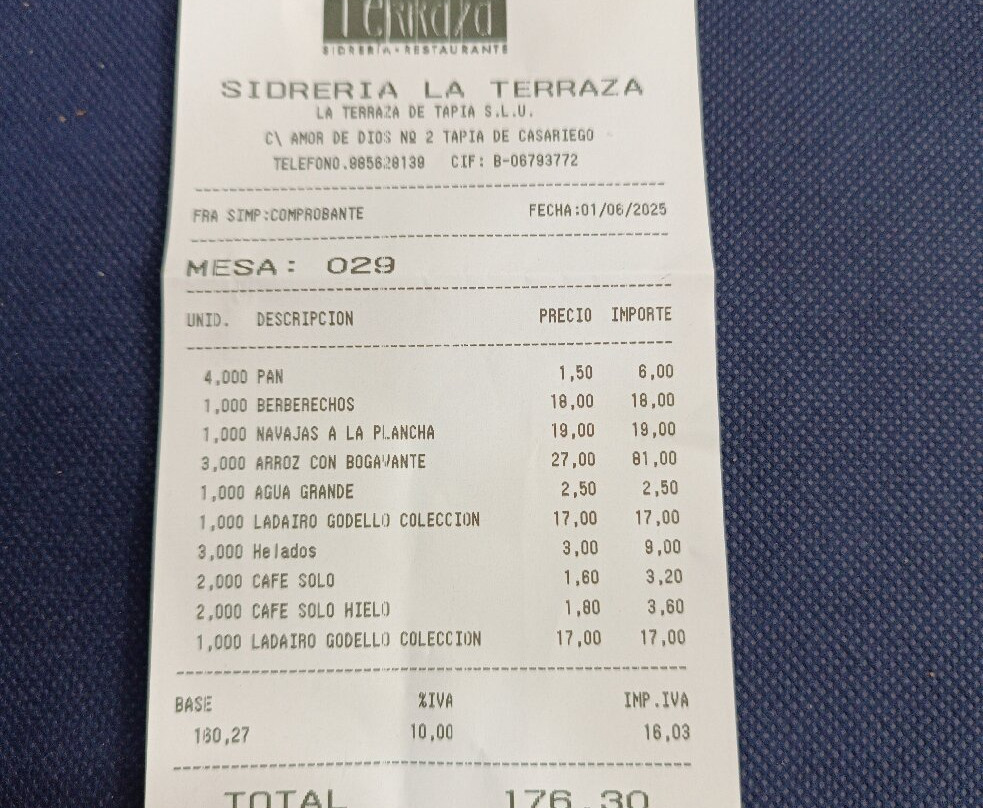 Terraza
SIDRERÍA • RESTAURANTE
SIDRERIA LA TERRAZA
LA TERRAZA DE TAPIA S.L.U.
C\ AMOR DE DIOS Nº 2 TAPIA DE CASARIEGO
TELEFONO.985628139 CIF: B-06793772
FRA SIMP:COMPROBANTE FECHA:01/06/2025
MESA: 029
UNID. DESCRIPCION PRECIO IMPORTE
4,000 PAN 1,50 6,00
1,000 BERBERECHOS 18,00 18,00
1,000 NAVAJAS A LA PLANCHA 19,00 19,00
3,000 ARROZ CON BOGAVANTE 27,00 81,00
1,000 AGUA GRANDE 2,50 2,50
1,000 LADAIRO GODELLO COLECCION 17,00 17,00
3,000 Helados 3,00 9,00
2,000 CAFE SOLO 1,60 3,20
2,000 CAFE SOLO HIELO 1,80 3,60
1,000 LADAIRO GODELLO COLECCION 17,00 17,00
BASE %IVA IMP.IVA
160,27 10,00 16,03
TOTAL 176,30